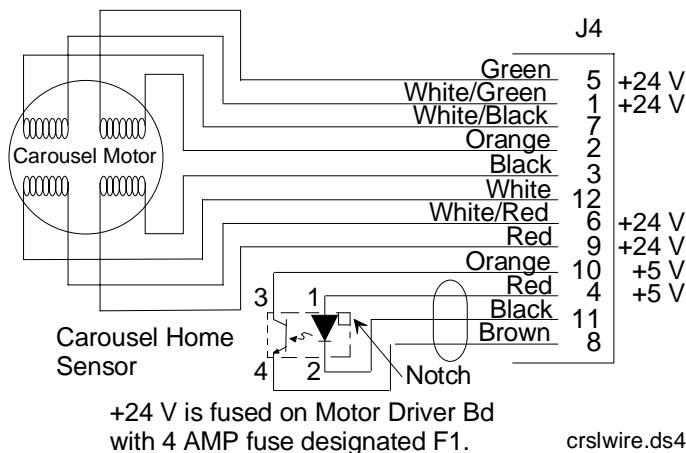 J4
Green 5 +24 V
White/Green 1 +24 V
White/Black 7
Orange 2
Black 3
White 12
White/Red 6 +24 V
Red 9 +24 V
Orange 10 +5 V
Red 4 +5 V
Black 11
Brown 8
Carousel Motor
3 1
4 2
Notch
Carousel Home
Sensor
+24 V is fused on Motor Driver Bd
with 4 AMP fuse designated F1.
crslwire.ds4